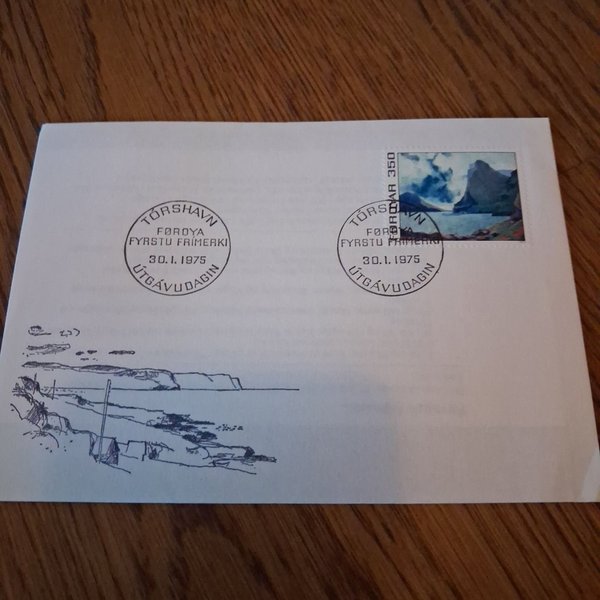 FØROYAR 350
TÓRSHAVN
FØROYA
FYRSTU FRÍMERKI
30.1.1975
ÚTGÁVUDAGIN
TÓRSHAVN
FØROYA
FYRSTU FRÍMERKI
30.1.1975
ÚTGÁVUDAGIN